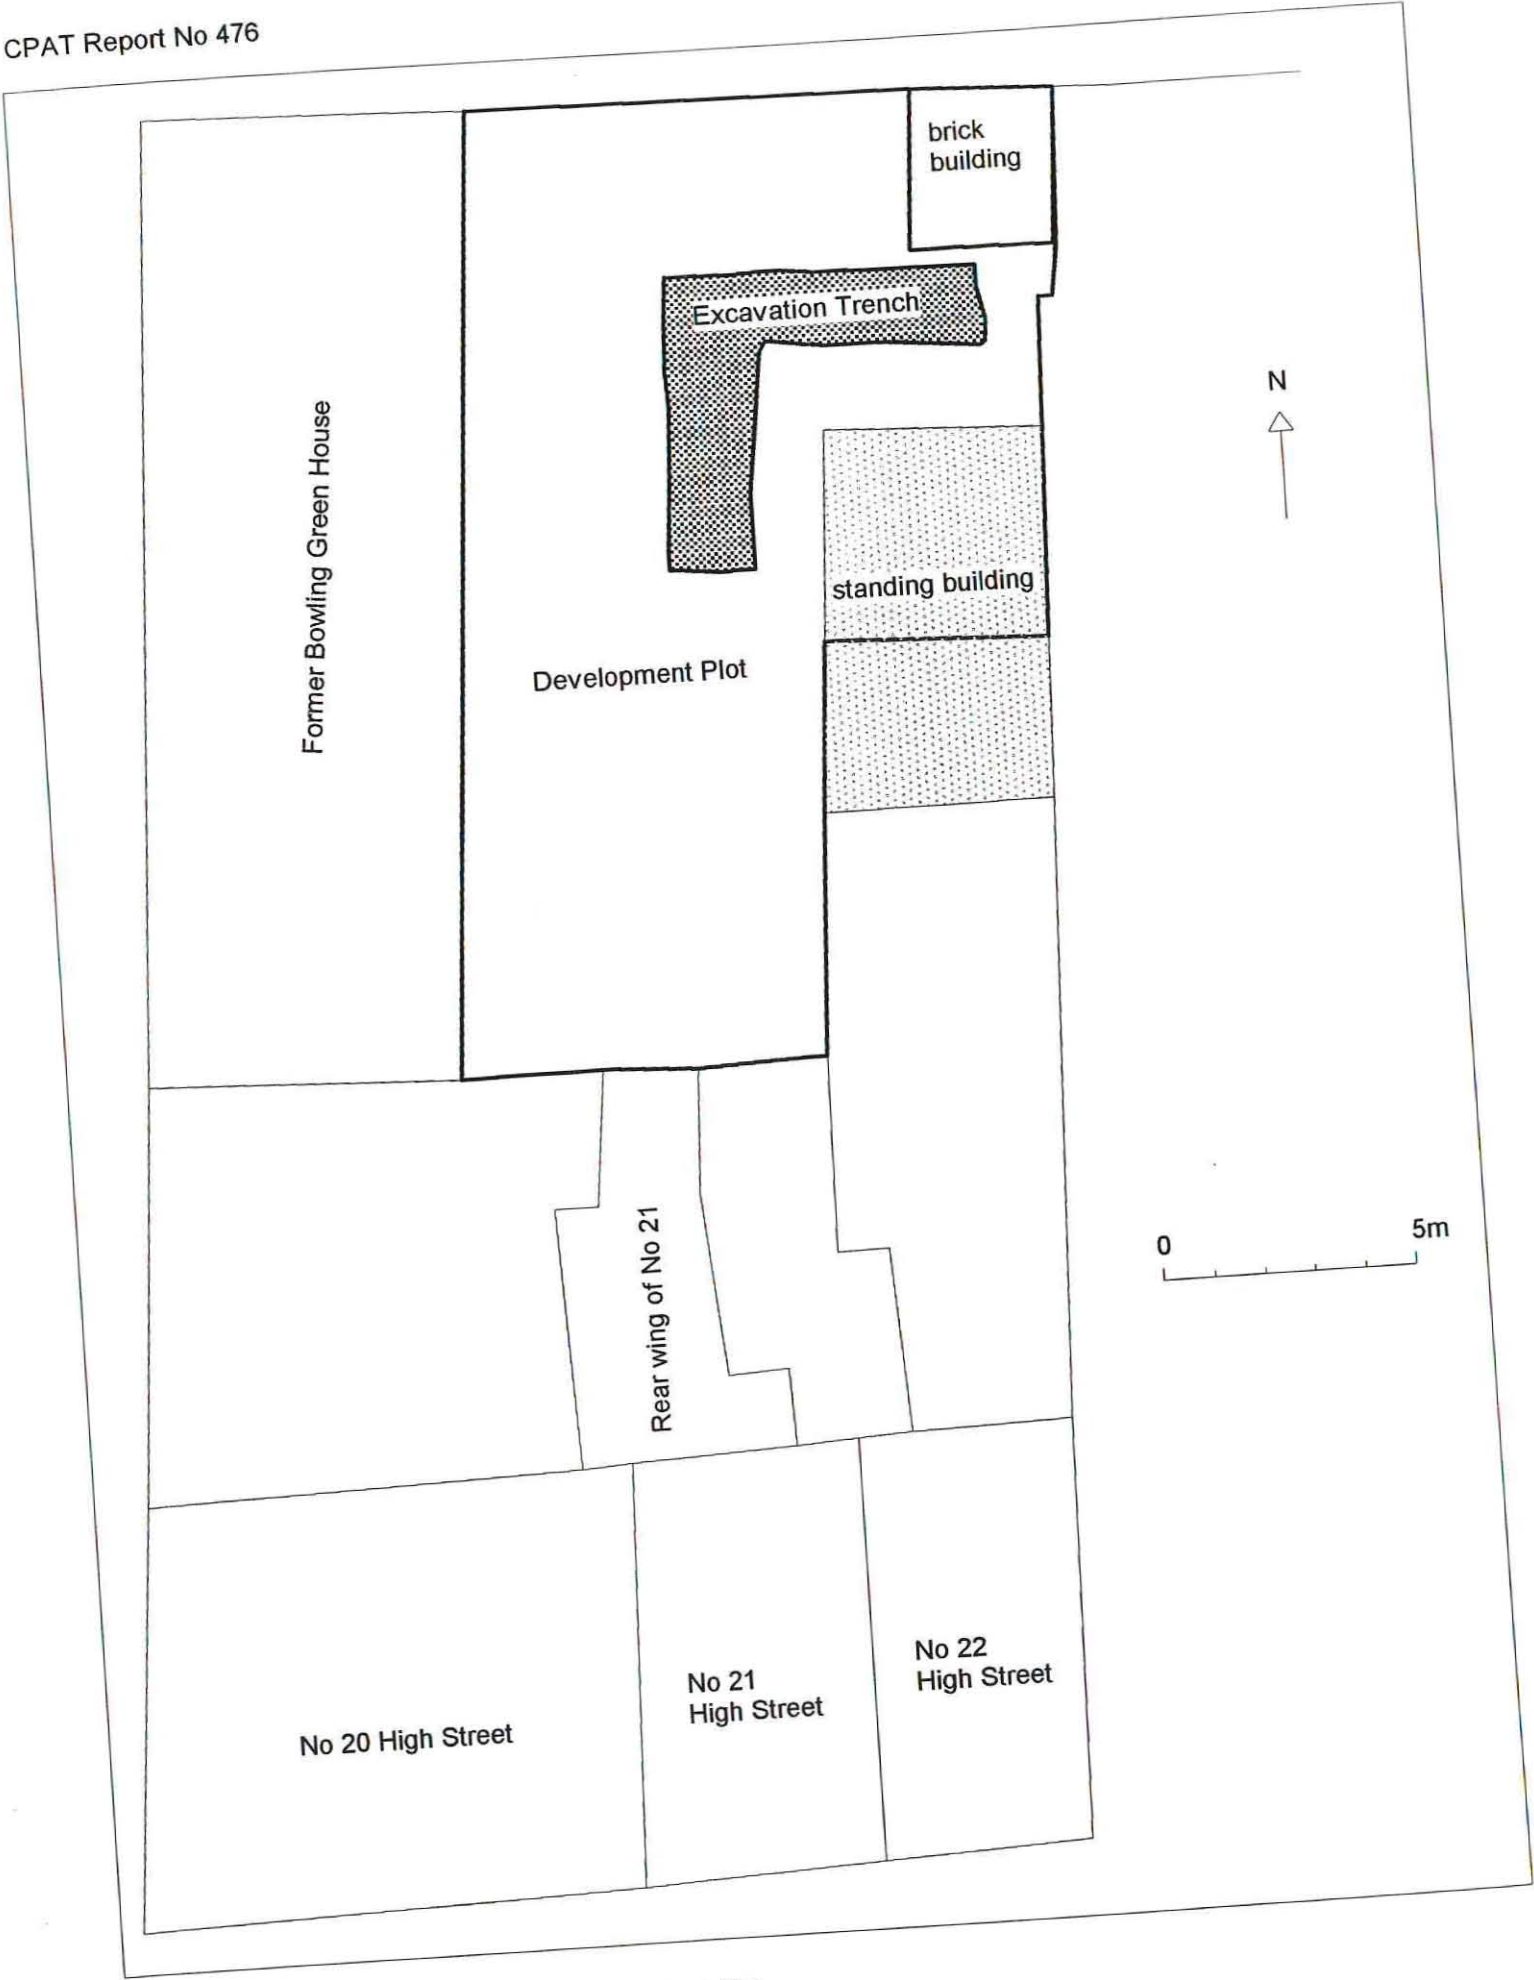 CPAT Report No 476
brick
building
Excavation Trench
N
Former Bowling Green House
standing building
Development Plot
0 5m
Rear wing of No 21
No 22
High Street
No 21
High Street
No 20 High Street